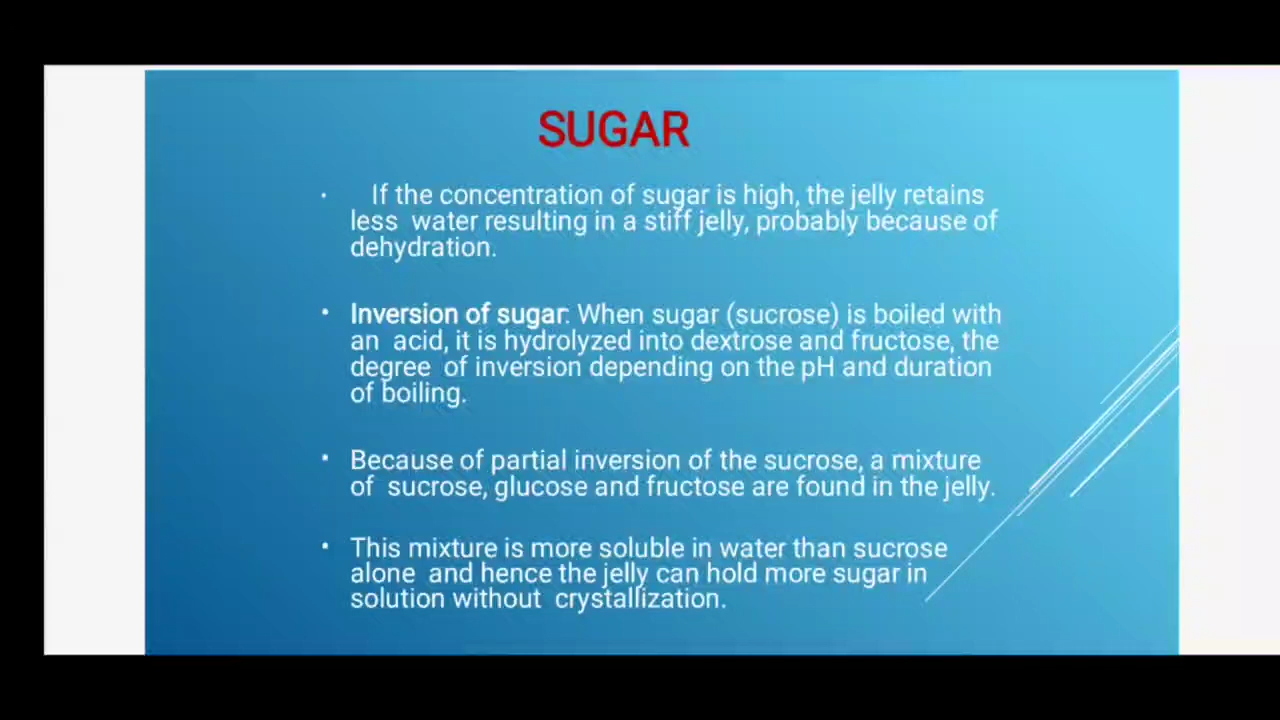 SUGAR
• If the concentration of sugar is high, the jelly retains
less water resulting in a stiff jelly, probably because of
dehydration.
• Inversion of sugar: When sugar (sucrose) is boiled with
an acid, it is hydrolyzed into dextrose and fructose, the
degree of inversion depending on the pH and duration
of boiling.
• Because of partial inversion of the sucrose, a mixture
of sucrose, glucose and fructose are found in the jelly.
• This mixture is more soluble in water than sucrose
alone and hence the jelly can hold more sugar in
solution without crystallization.